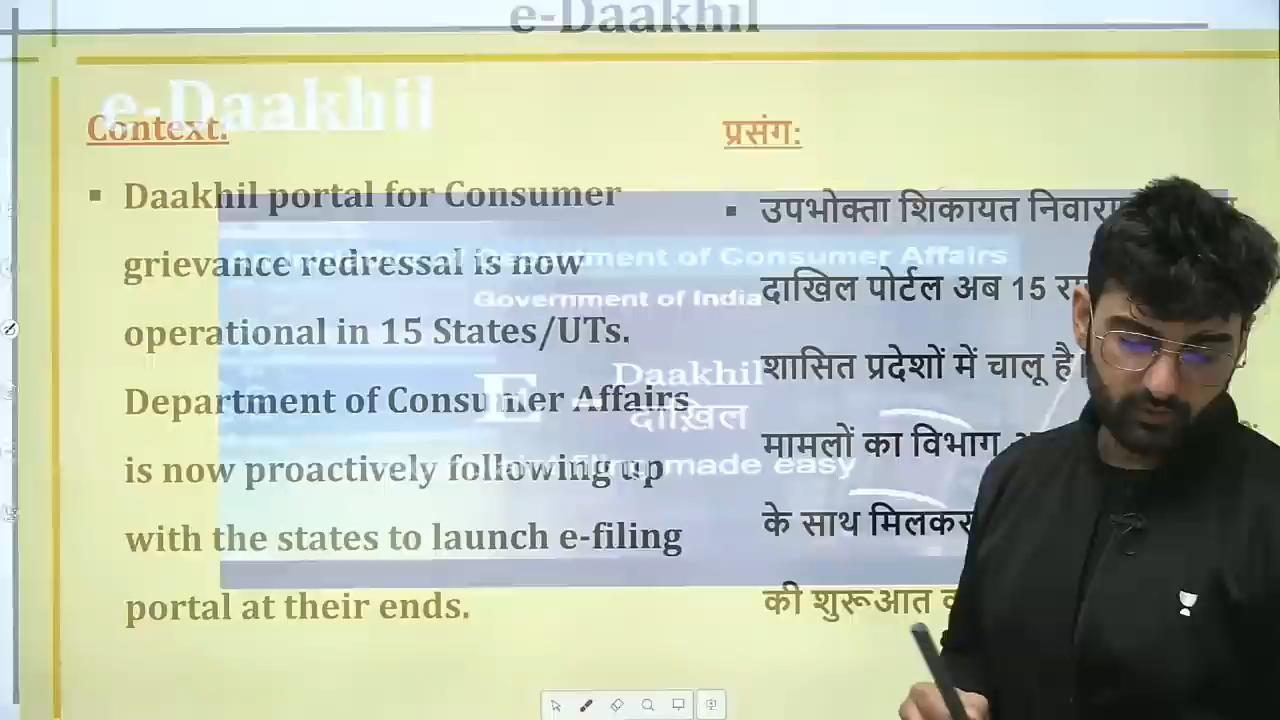 e-Daakhil
e-Daakhil
Context:
▪ Daakhil portal for Consumer
grievance redressal is now
operational in 15 States/UTs.
Department of Consumer Affairs
is now proactively following up
with the states to launch e-filing
portal at their ends.
प्रसंग:
▪ उपभोक्ता शिकायत
दाखिल पोर्टल अब 15
शासित प्रदेशों में चालू है
मामलों का विभाग
के साथ मिलकर
की शुरूआत
Department of Consumer Affairs
Government of India
E - Daakhil
दाख़िल
made easy